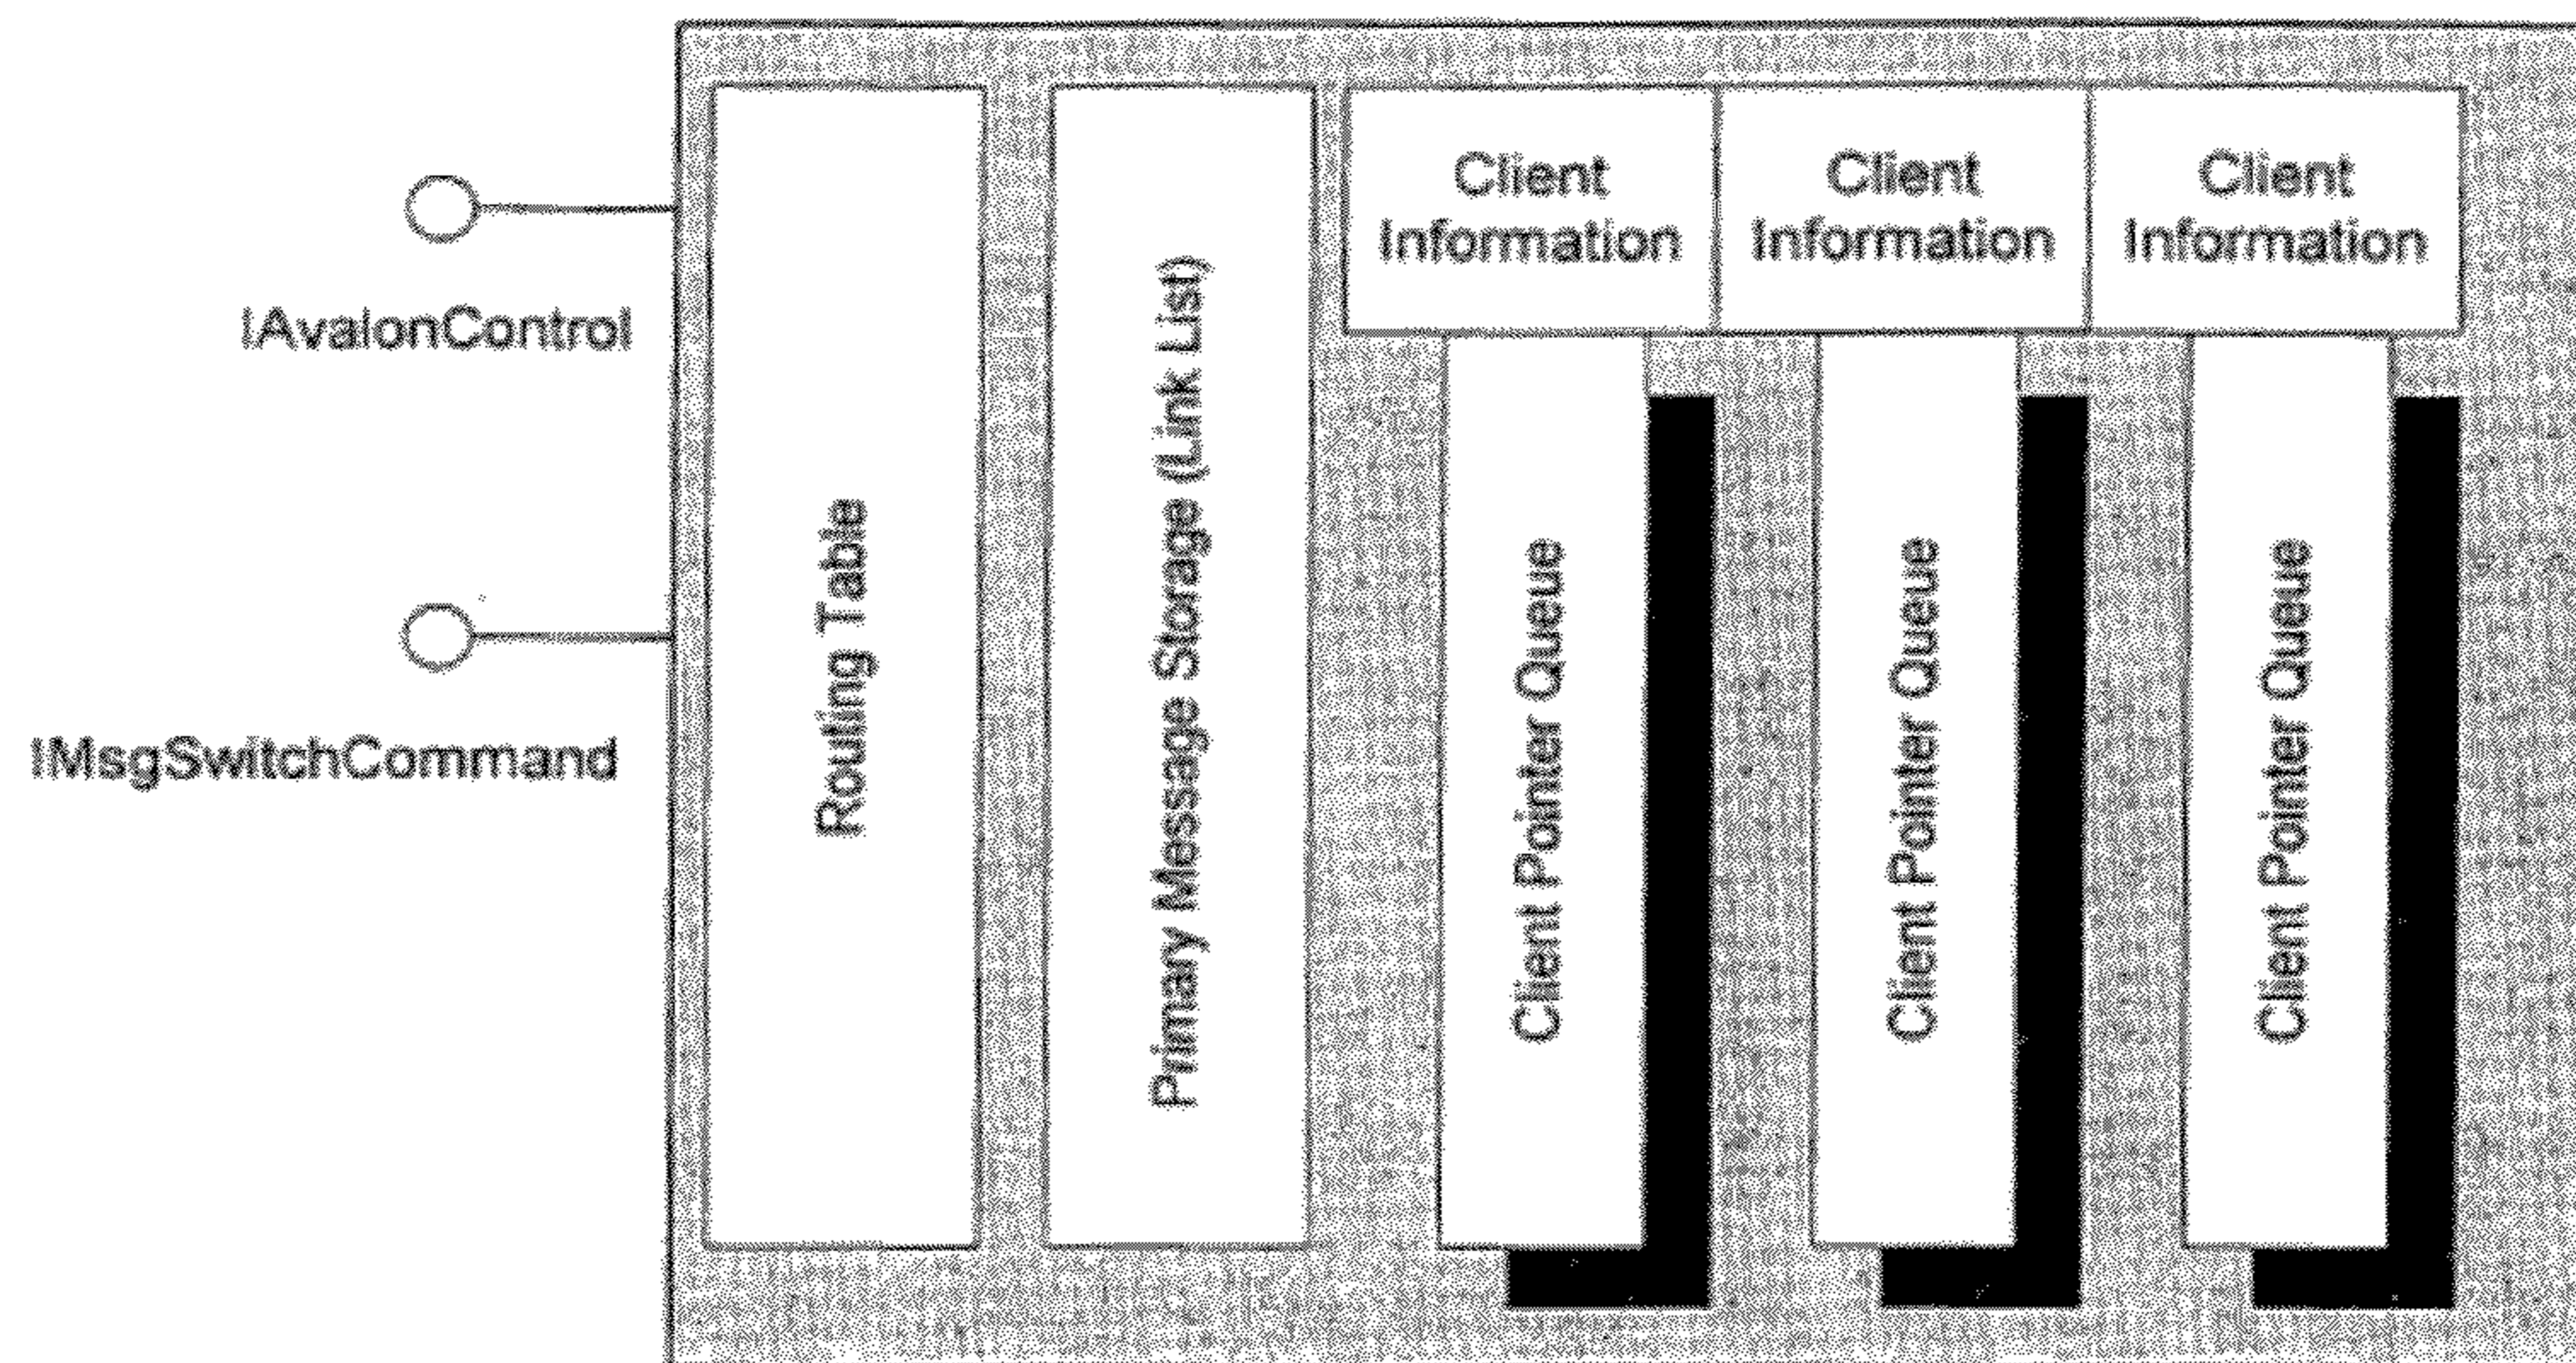 IAvalonControl
IMsgSwitchCommand
Routing Table
Primary Message Storage (Link List)
Client
Information
Client
Information
Client
Information
Client Pointer Queue
Client Pointer Queue
Client Pointer Queue